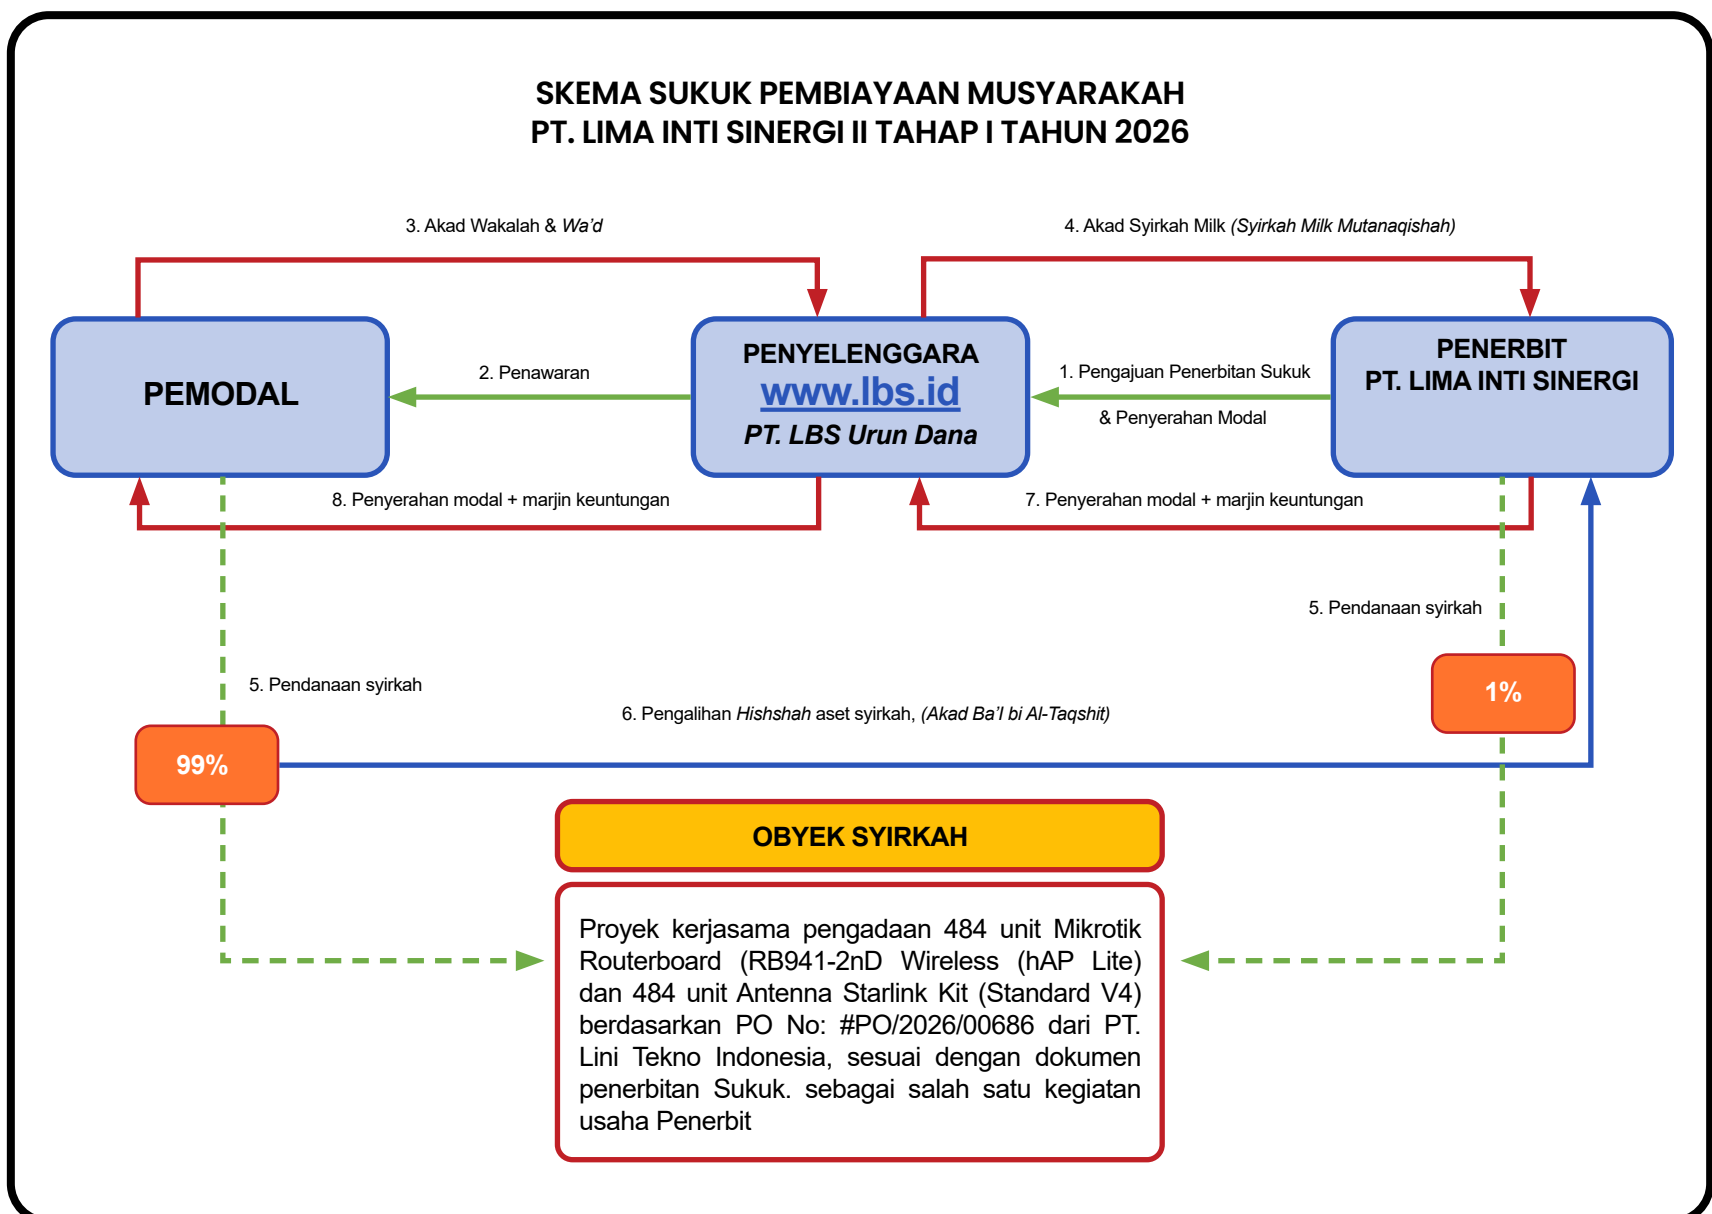 SKEMA SUKUK PEMBIAYAAN MUSYARAKAH
PT. LIMA INTI SINERGI II TAHAP I TAHUN 2026
3. Akad Wakalah & Wa'd
4. Akad Syirkah Milk (Syirkah Milk Mutanaqishah)
PEMODAL
2. Penawaran
PENYELENGGARA
www.lbs.id
PT. LBS Urun Dana
1. Pengajuan Penerbitan Sukuk
& Penyerahan Modal
PENERBIT
PT. LIMA INTI SINERGI
8. Penyerahan modal + marjin keuntungan
7. Penyerahan modal + marjin keuntungan
5. Pendanaan syirkah
1%
5. Pendanaan syirkah
99%
6. Pengalihan Hishshah aset syirkah, (Akad Ba'I bi Al-Taqshit)
OBYEK SYIRKAH
Proyek kerjasama pengadaan 484 unit Mikrotik
Routerboard (RB941-2nD Wireless (hAP Lite)
dan 484 unit Antenna Starlink Kit (Standard V4)
berdasarkan PO No: #PO/2026/00686 dari PT.
Lini Tekno Indonesia, sesuai dengan dokumen
penerbitan Sukuk. sebagai salah satu kegiatan
usaha Penerbit